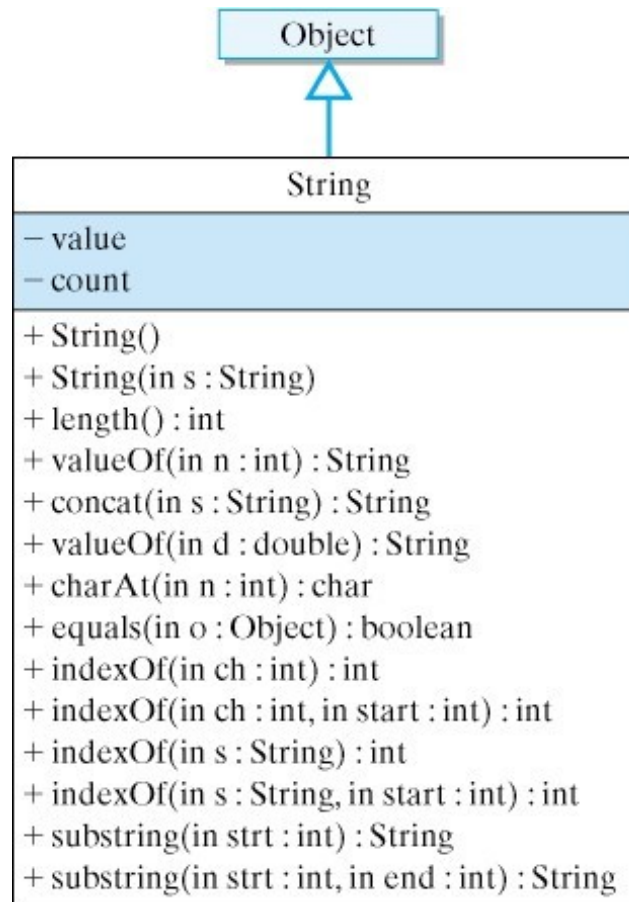 Object
String
– value
– count
+ String()
+ String(in s : String)
+ length() : int
+ valueOf(in n : int) : String
+ concat(in s : String) : String
+ valueOf(in d : double) : String
+ charAt(in n : int) : char
+ equals(in o : Object) : boolean
+ indexOf(in ch : int) : int
+ indexOf(in ch : int, in start : int) : int
+ indexOf(in s : String) : int
+ indexOf(in s : String, in start : int) : int
+ substring(in strt : int) : String
+ substring(in strt : int, in end : int) : String